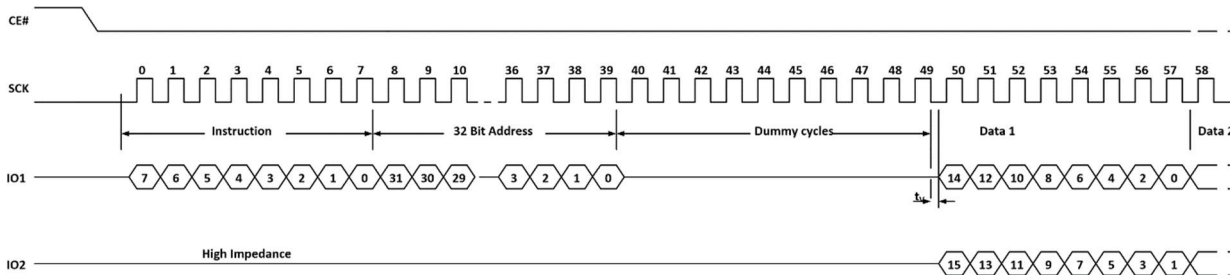 CE#
0 1 2 3 4 5 6 7 8 9 10 36 37 38 39 40 41 42 43 44 45 46 47 48 49 50 51 52 53 54 55 56 57 58
SCK
Instruction 32 Bit Address Dummy cycles Data 1 Data 2
IO1 7 6 5 4 3 2 1 0 31 30 29 3 2 1 0 14 12 10 8 6 4 2 0
High Impedance
IO2 15 13 11 9 7 5 3 1